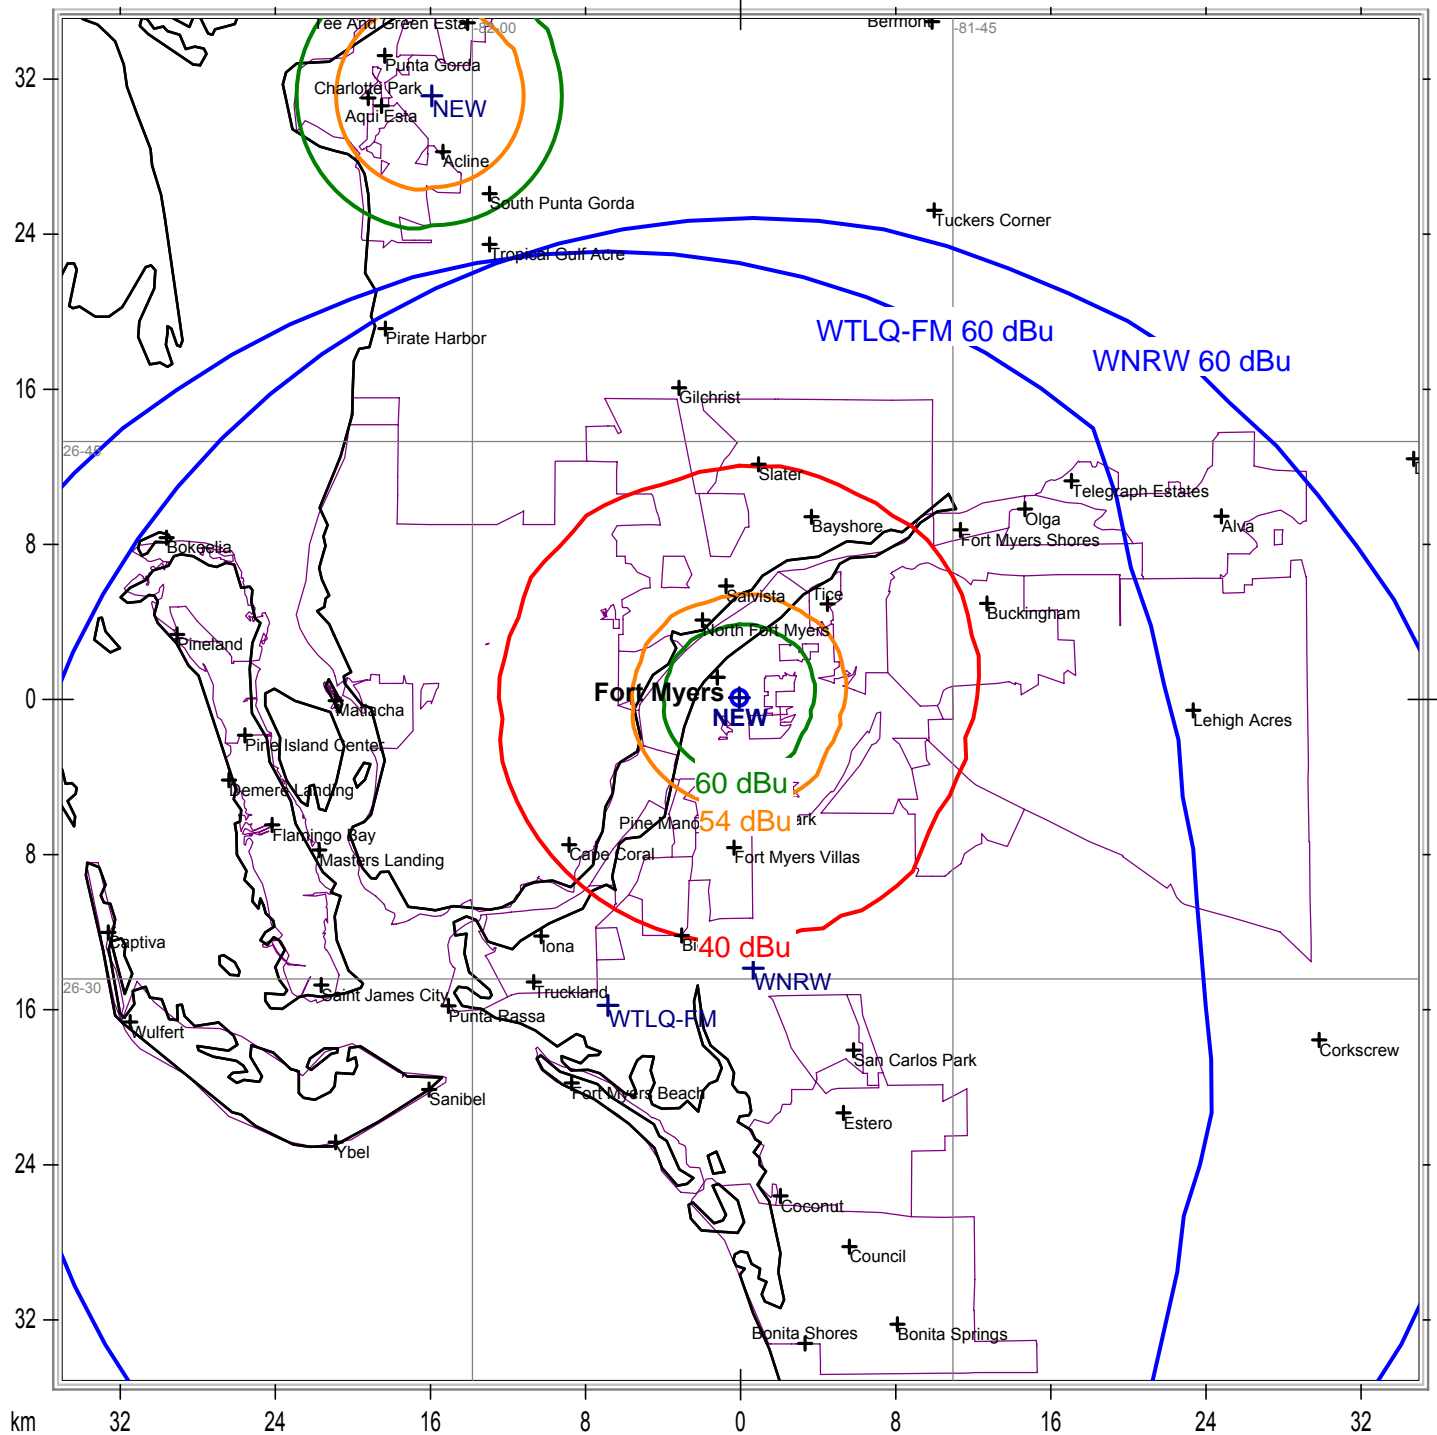 Tee And Green Esta
-82-00
Bermont
-81-45
32
Punta Gorda
Charlotte Park
NEW
Aqui Esta
Acline
South Punta Gorda
Tuckers Corner
24
Tropical Gulf Acre
WTLQ-FM 60 dBu
Pirate Harbor
WNRW 60 dBu
16
Gilchrist
26-45
Slater
Telegraph Estates
Bayshore
Olga
Alva
Fort Myers Shores
8
Bokeelia
Salvista
Tice
Buckingham
North Fort Myers
Pineland
Fort Myers
0
Matlacha
NEW
Lehigh Acres
Pine Island Center
60 dBu
Demere Landing
Pine Mano
54 dBu
ark
Flamingo Bay
8
Masters Landing
Cape Coral
Fort Myers Villas
Captiva
Iona
Bi
40 dBu
26-30
Saint James City
Truckland
WNRW
16
Punta Rassa
WTLQ-FM
Wulfert
San Carlos Park
Corkscrew
Sanibel
Fort Myers Beach
Estero
Ybel
24
Coconut
Council
32
Bonita Shores
Bonita Springs
km
32
24
16
8
0
8
16
24
32